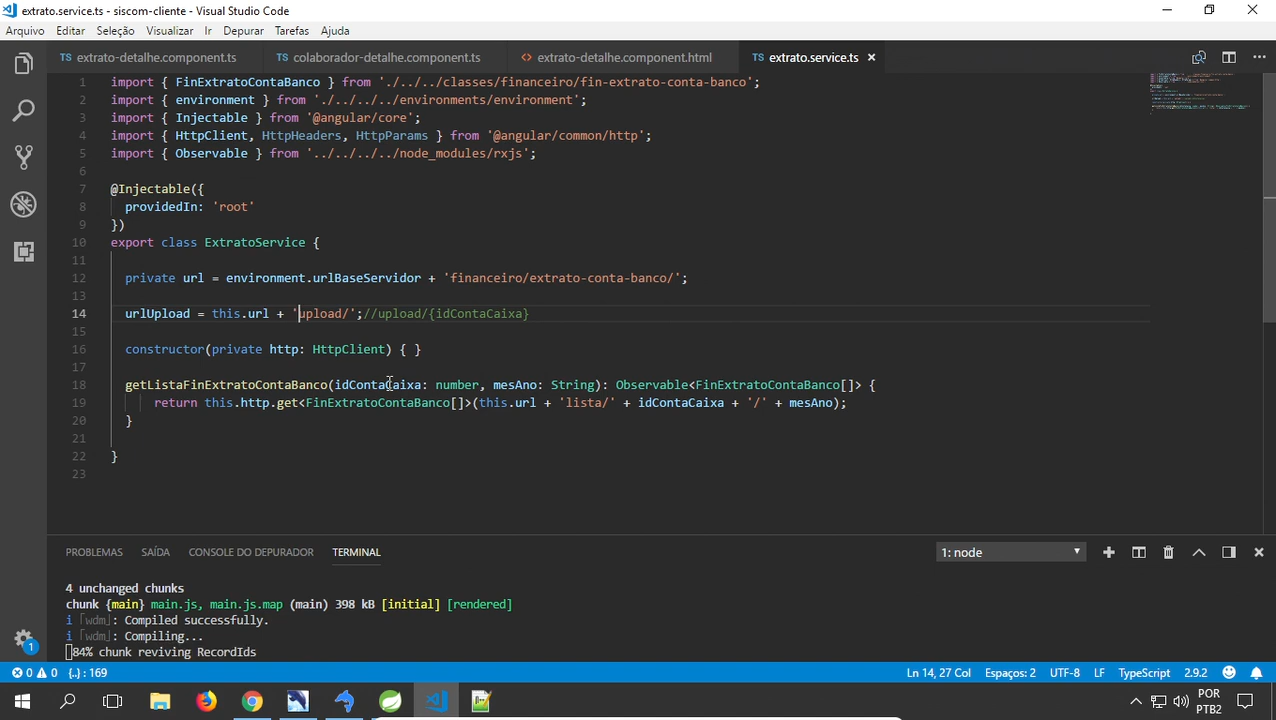 extrato.service.ts - siscom-cliente - Visual Studio Code
Arquivo Editar Seleção Visualizar Ir Depurar Tarefas Ajuda
TS extrato-detalhe.component.ts TS colaborador-detalhe.component.ts <> extrato-detalhe.component.html TS extrato.service.ts
1 import { FinExtratoContaBanco } from './../../classes/financeiro/fin-extrato-conta-banco';
2 import { environment } from './../../../environments/environment';
3 import { Injectable } from '@angular/core';
4 import { HttpClient, HttpHeaders, HttpParams } from '@angular/common/http';
5 import { Observable } from '../../../../node_modules/rxjs';
6
7 @Injectable({
8 providedIn: 'root'
9 })
10 export class ExtratoService {
11
12 private url = environment.urlBaseServidor + 'financeiro/extrato-conta-banco/';
13
14 urlUpload = this.url + 'upload/';//upload/{idContaCaixa}
15
16 constructor(private http: HttpClient) { }
17
18 getListaFinExtratoContaBanco(idContaCaixa: number, mesAno: String): Observable<FinExtratoContaBanco[]> {
19 return this.http.get<FinExtratoContaBanco[]>(this.url + 'lista/' + idContaCaixa + '/' + mesAno);
20 }
21
22 }
23
PROBLEMAS SAÍDA CONSOLE DO DEPURADOR TERMINAL 1: node
4 unchanged chunks
chunk {main} main.js, main.js.map (main) 398 kB [initial] [rendered]
i ｢wdm｣: Compiled successfully.
i ｢wdm｣: Compiling...
84% chunk reviving RecordIds
1
0 0 {..} : 169 Ln 14, 27 Col Espaços: 2 UTF-8 LF TypeScript 2.9.2
POR
PTB2